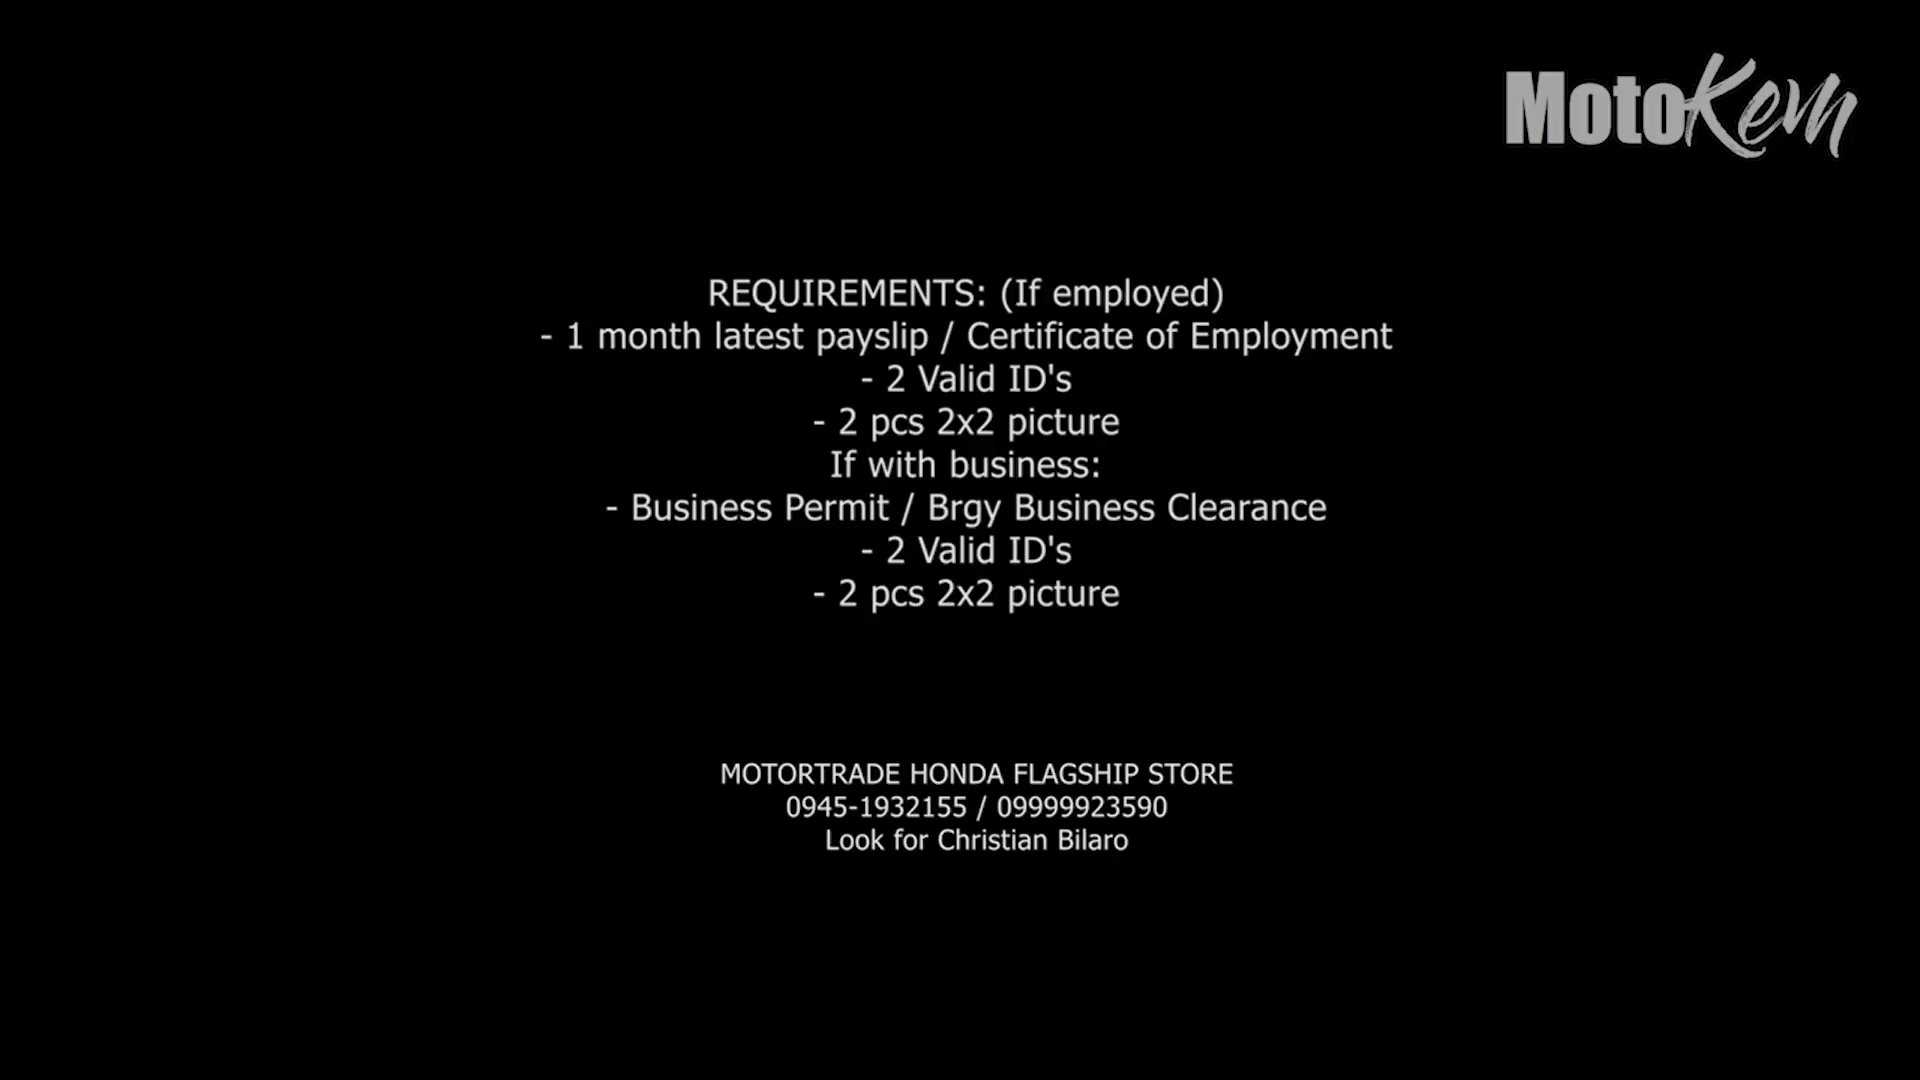 MotoKem
REQUIREMENTS: (If employed)
- 1 month latest payslip / Certificate of Employment
- 2 Valid ID's
- 2 pcs 2x2 picture
If with business:
- Business Permit / Brgy Business Clearance
- 2 Valid ID's
- 2 pcs 2x2 picture
MOTORTRADE HONDA FLAGSHIP STORE
0945-1932155 / 09999923590
Look for Christian Bilaro